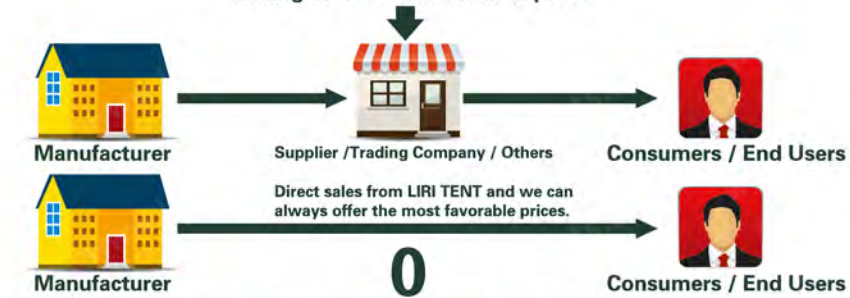 Manufacturer
Supplier /Trading Company / Others
Consumers / End Users
Direct sales from LIRI TENT and we can
always offer the most favorable prices.
Manufacturer
0
Consumers / End Users